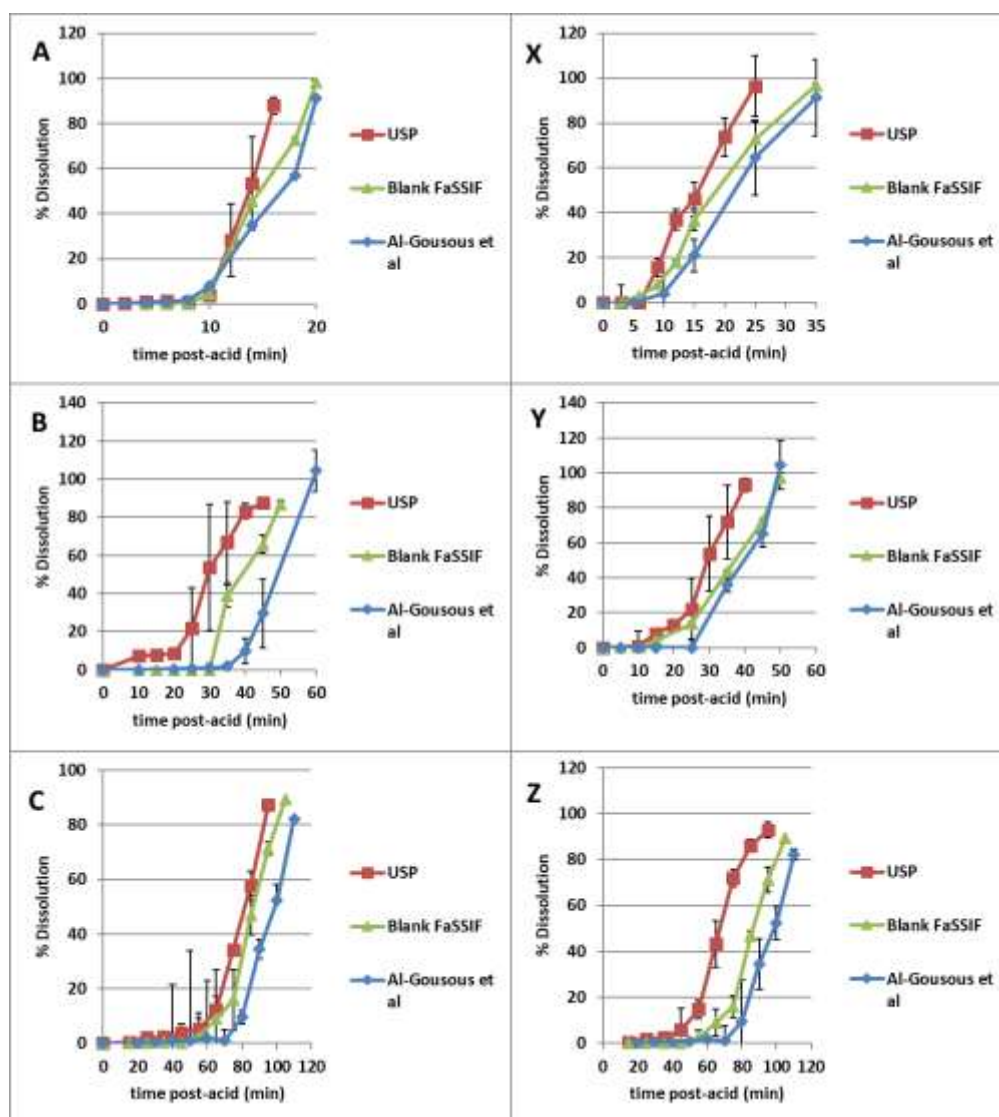 A
100
80
60
40
20
0
% Dissolution
0 10 20
time post-acid (min)
USP
Blank FaSSIF
Al-Gousous et
al
X
120
100
80
60
40
20
0
% Dissolution
0 5 10 15 20 25 30 35
time post-acid (min)
USP
Blank FaSSIF
Al-Gousous et
al
B
140
120
100
80
60
40
20
0
% Dissolution
0 10 20 30 40 50 60
time post-acid (min)
USP
Blank FaSSIF
Al-Gousous et
al
Y
140
120
100
80
60
40
20
0
% Dissolution
0 10 20 30 40 50 60
time post-acid (min)
USP
Blank FaSSIF
Al-Gousous et
al
C
100
80
60
40
20
0
% Dissolution
0 20 40 60 80 100 120
time post-acid (min)
USP
Blank FaSSIF
Al-Gousous et
al
Z
120
100
80
60
40
20
0
% Dissolution
20 40 60 80 100 120
time post-acid (min)
USP
Blank FaSSIF
Al-Gousous et
al